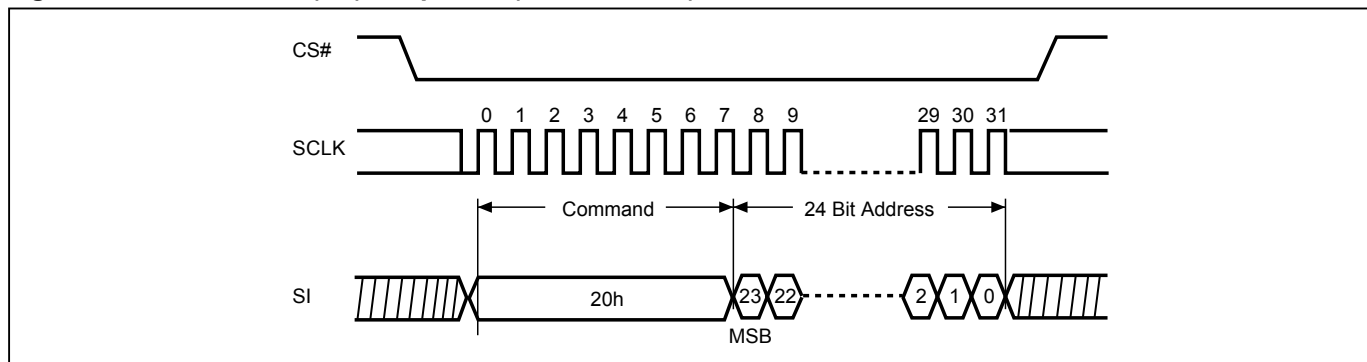 CS#
0 1 2 3 4 5 6 7 8 9 29 30 31
SCLK
Command 24 Bit Address
SI 20h 23 22 2 1 0
MSB